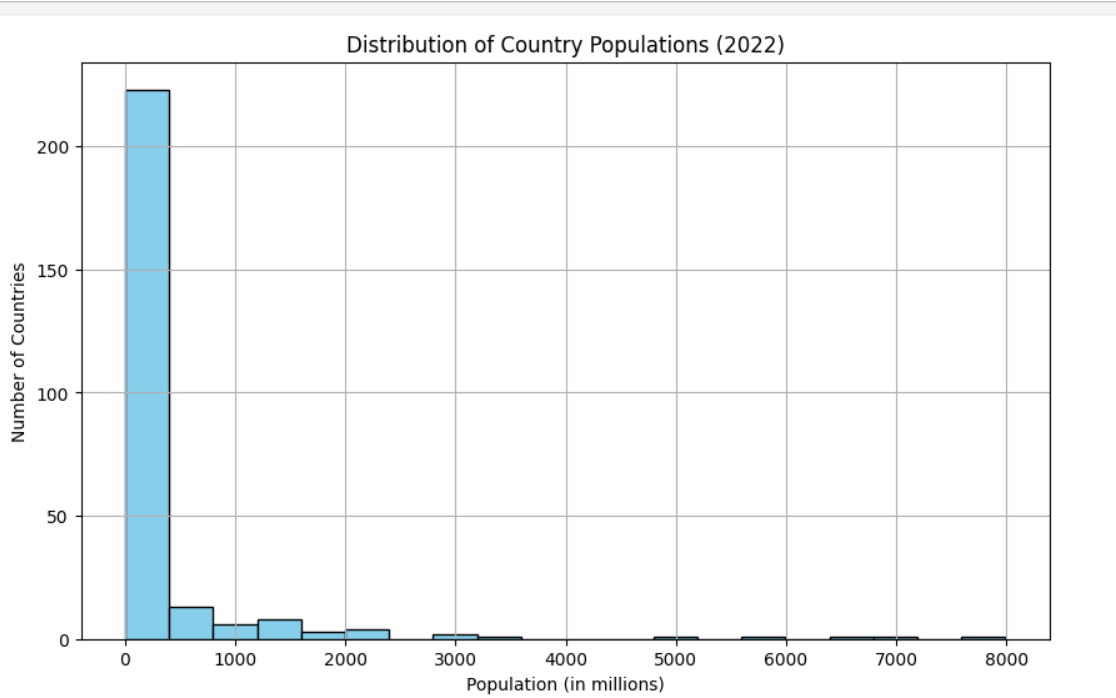 Distribution of Country Populations (2022)
200
150
100
50
0
Number of Countries
0 1000 2000 3000 4000 5000 6000 7000 8000
Population (in millions)